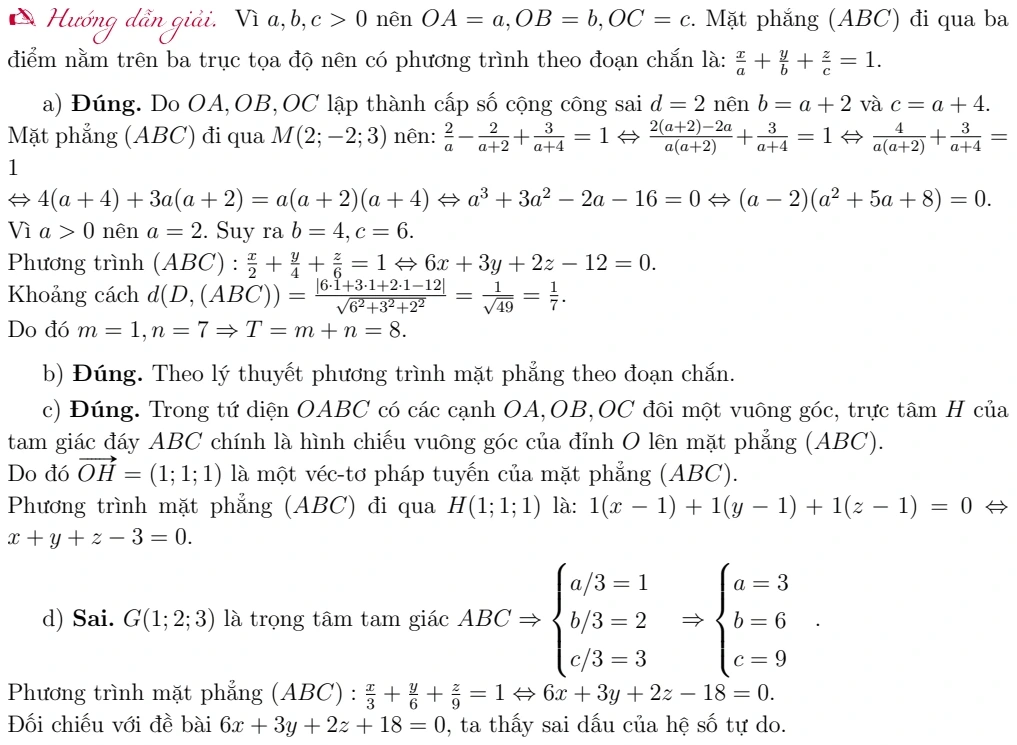 Hướng dẫn giải. Vì a, b, c > 0 nên OA = a, OB = b, OC = c. Mặt phẳng (ABC) đi qua ba
điểm nằm trên ba trục tọa độ nên có phương trình theo đoạn chắn là: x/a + y/b + z/c = 1.
a) Đúng. Do OA, OB, OC lập thành cấp số cộng công sai d = 2 nên b = a + 2 và c = a + 4.
Mặt phẳng (ABC) đi qua M(2; −2; 3) nên: 2/a − 2/(a+2) + 3/(a+4) = 1 ⇔ (2(a+2)−2a)/(a(a+2)) + 3/(a+4) = 1 ⇔ 4/(a(a+2)) + 3/(a+4) =
1
⇔ 4(a + 4) + 3a(a + 2) = a(a + 2)(a + 4) ⇔ a³ + 3a² − 2a − 16 = 0 ⇔ (a − 2)(a² + 5a + 8) = 0.
Vì a > 0 nên a = 2. Suy ra b = 4, c = 6.
Phương trình (ABC) : x/2 + y/4 + z/6 = 1 ⇔ 6x + 3y + 2z − 12 = 0.
Khoảng cách d(D, (ABC)) = |6·1+3·1+2·1−12|/√(6²+3²+2²) = 1/√49 = 1/7.
Do đó m = 1, n = 7 ⇒ T = m + n = 8.
b) Đúng. Theo lý thuyết phương trình mặt phẳng theo đoạn chắn.
c) Đúng. Trong tứ diện OABC có các cạnh OA, OB, OC đôi một vuông góc, trực tâm H của
tam giác đáy ABC chính là hình chiếu vuông góc của đỉnh O lên mặt phẳng (ABC).
Do đó \overrightarrow{OH} = (1; 1; 1) là một véc-tơ pháp tuyến của mặt phẳng (ABC).
Phương trình mặt phẳng (ABC) đi qua H(1; 1; 1) là: 1(x − 1) + 1(y − 1) + 1(z − 1) = 0 ⇔
x + y + z − 3 = 0.
d) Sai. G(1; 2; 3) là trọng tâm tam giác ABC ⇒ { a/3 = 1 b/3 = 2 c/3 = 3 ⇒ { a = 3 b = 6 c = 9 .
Phương trình mặt phẳng (ABC) : x/3 + y/6 + z/9 = 1 ⇔ 6x + 3y + 2z − 18 = 0.
Đối chiếu với đề bài 6x + 3y + 2z + 18 = 0, ta thấy sai dấu của hệ số tự do.